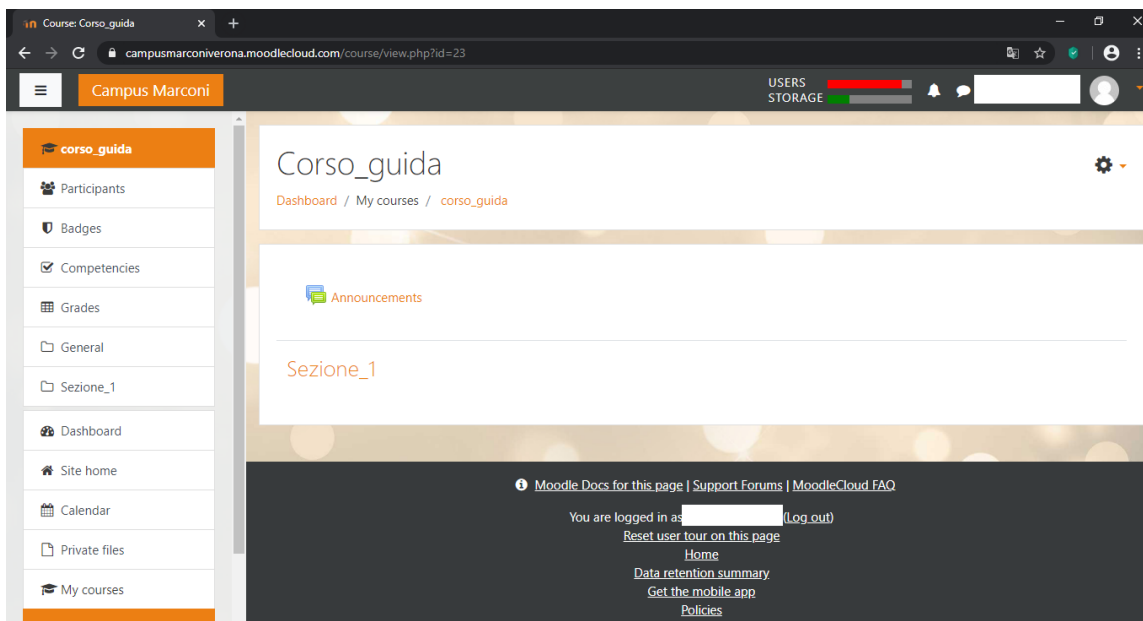 Course: Corso_guida
campusmarconiverona.moodlecloud.com/course/view.php?id=23
Campus Marconi
USERS
STORAGE
corso_guida
Participants
Badges
Competencies
Grades
General
Sezione_1
Dashboard
Site home
Calendar
Private files
My courses
Corso_guida
Dashboard / My courses / corso_guida
Announcements
Sezione_1
Moodle Docs for this page | Support Forums | MoodleCloud FAQ
You are logged in as (Log out)
Reset user tour on this page
Home
Data retention summary
Get the mobile app
Policies